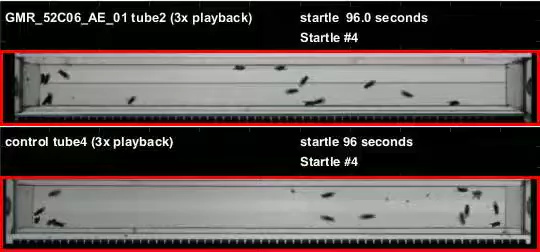 GMR_52C06_AE_01 tube2 (3x playback)
startle 96.0 seconds
Startle #4
control tube4 (3x playback)
startle 96 seconds
Startle #4